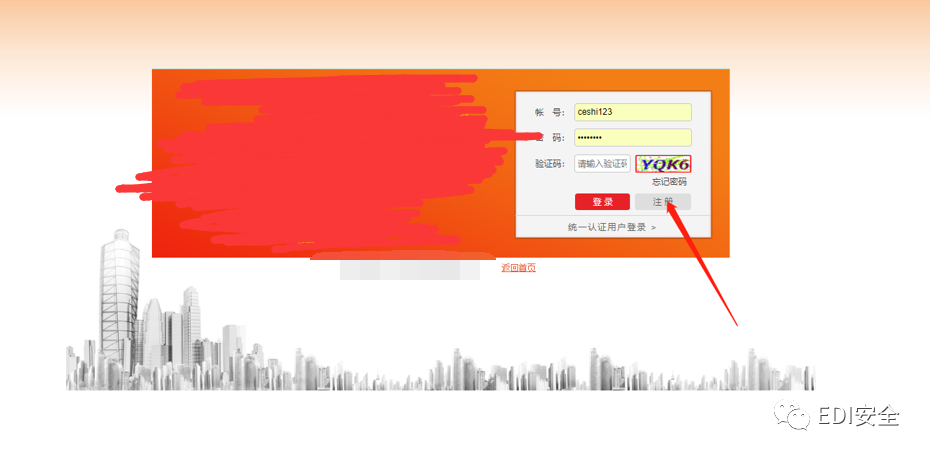 帐 号: ceshi123
码: ••••••••
验证码: 请输入验证码 YQK6
忘记密码
登 录 注 册
统一认证用户登录 >
返回首页
EDI安全